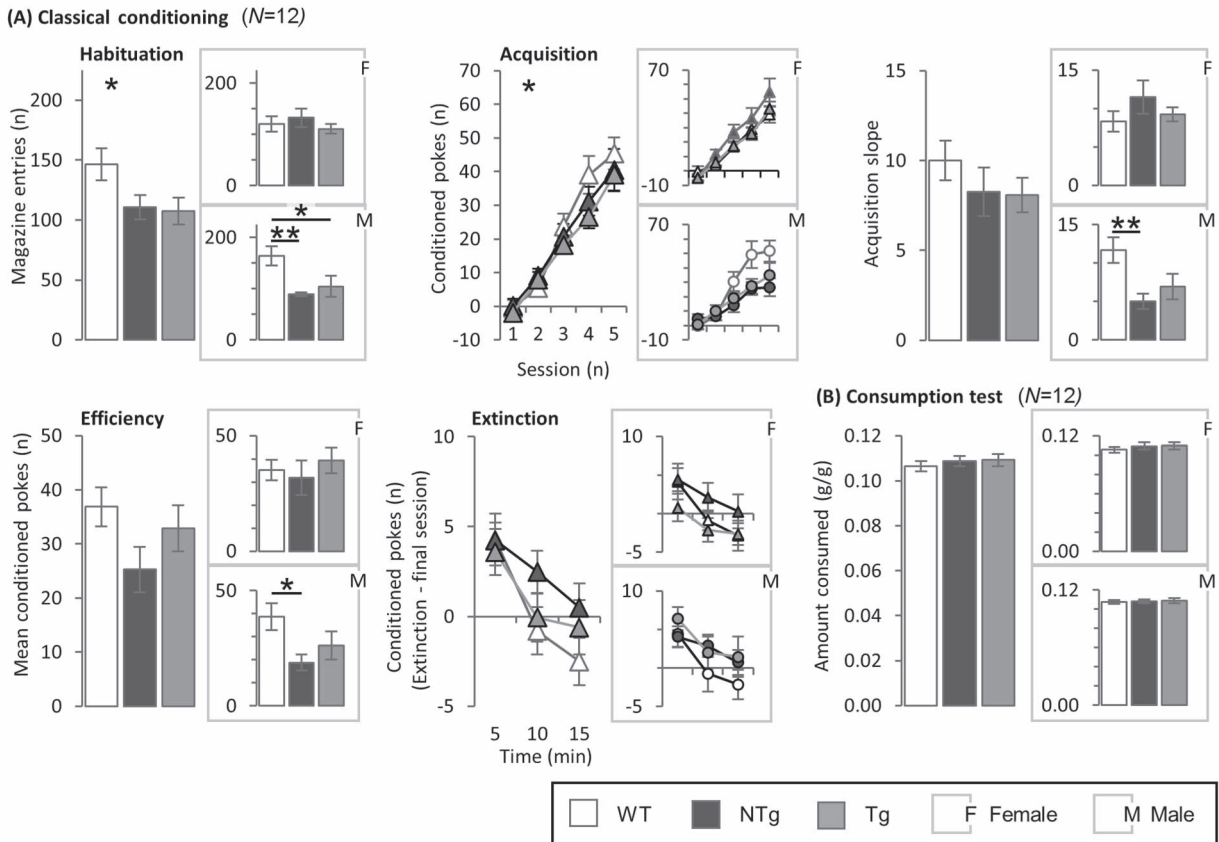 (A) Classical conditioning (N=12)
Habituation
Magazine entries (n)
200
150
100
50
0
*
F
200
0
M
200
0
*
**
Acquisition
Conditioned pokes (n)
70
60
50
40
30
20
10
0
-10
*
1 2 3 4 5
Session (n)
F
70
-10
M
70
-10
Acquisition slope
15
10
5
0
F
15
0
M
15
0
**
Efficiency
Mean conditioned pokes (n)
50
40
30
20
10
0
F
50
0
M
50
0
*
Extinction
Conditioned pokes (n)
(Extinction - final session)
10
5
0
-5
5 10 15
Time (min)
F
10
-5
M
10
-5
(B) Consumption test (N=12)
Amount consumed (g/g)
0.12
0.10
0.08
0.06
0.04
0.02
0.00
F
0.12
0.00
M
0.12
0.00
WT NTg Tg F Female M Male